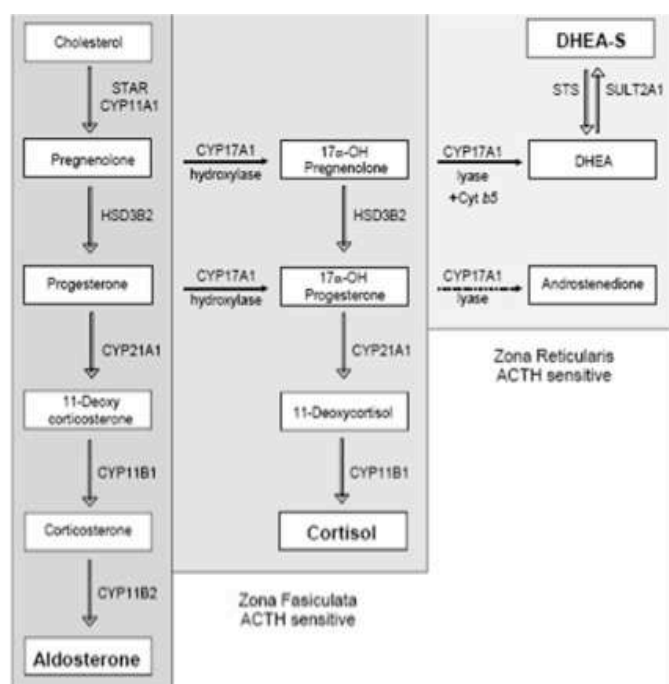 Cholesterol
DHEA-S
STAR
CYP11A1
STS
SULT2A1
Pregnenolone
CYP17A1
hydroxylase
17α-OH
Pregnenolone
CYP17A1
lyase
+Cyt b5
DHEA
HSD3B2
HSD3B2
Progesterone
CYP17A1
hydroxylase
17α-OH
Progesterone
CYP17A1
lyase
Androstenedione
CYP21A1
CYP21A1
Zona Reticularis
ACTH sensitive
11-Deoxy
corticosterone
11-Deoxycortisol
CYP11B1
CYP11B1
Corticosterone
Cortisol
CYP11B2
Zona Fasiculata
ACTH sensitive
Aldosterone